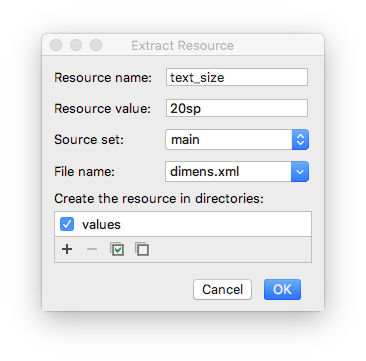 Extract Resource
Resource name: text_size
Resource value: 20sp
Source set: main
File name: dimens.xml
Create the resource in directories:
values
Cancel OK